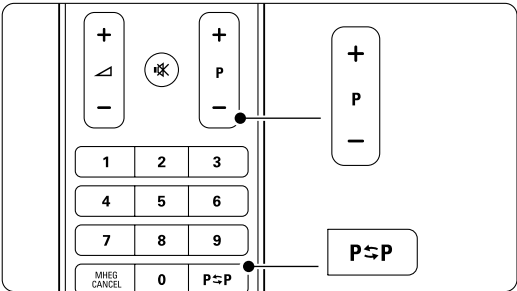 + +
P
− −
1 2 3
4 5 6
7 8 9
MHEG
CANCEL 0 P⇆P
+
P
−
P⇆P